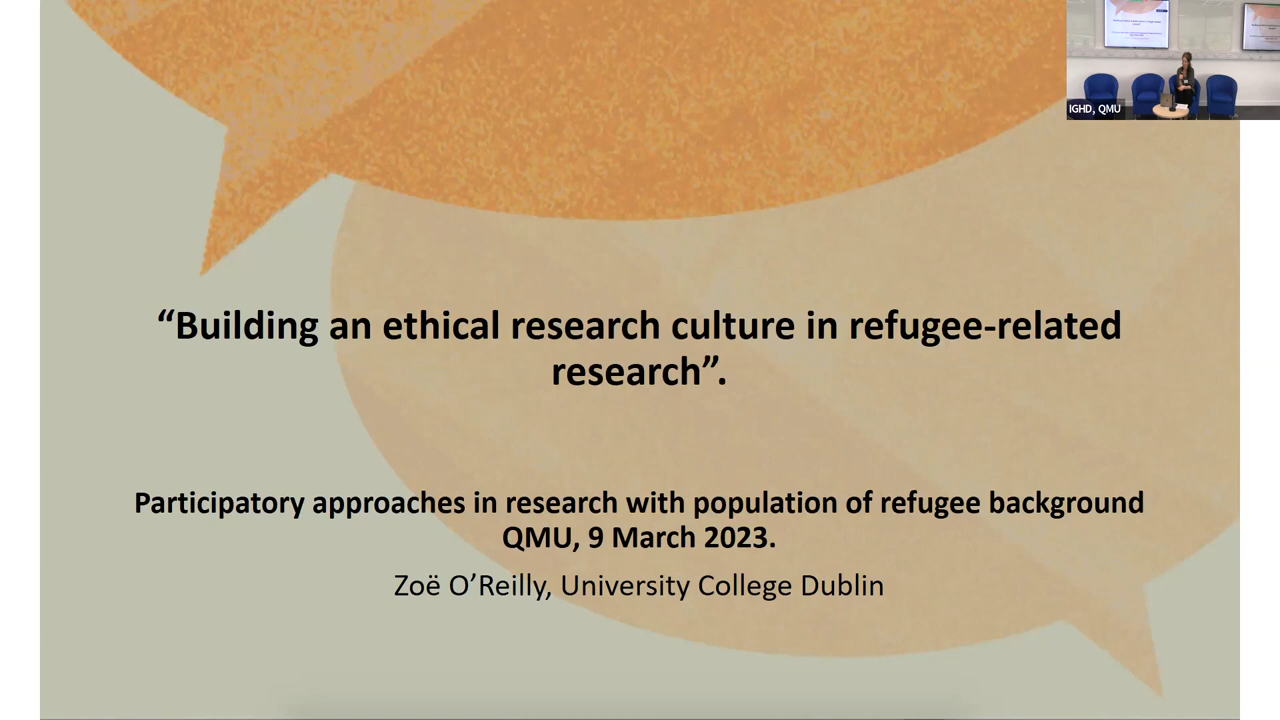 IGHD, QMU
“Building an ethical research culture in refugee-related
research”.
Participatory approaches in research with population of refugee background
QMU, 9 March 2023.
Zoë O’Reilly, University College Dublin